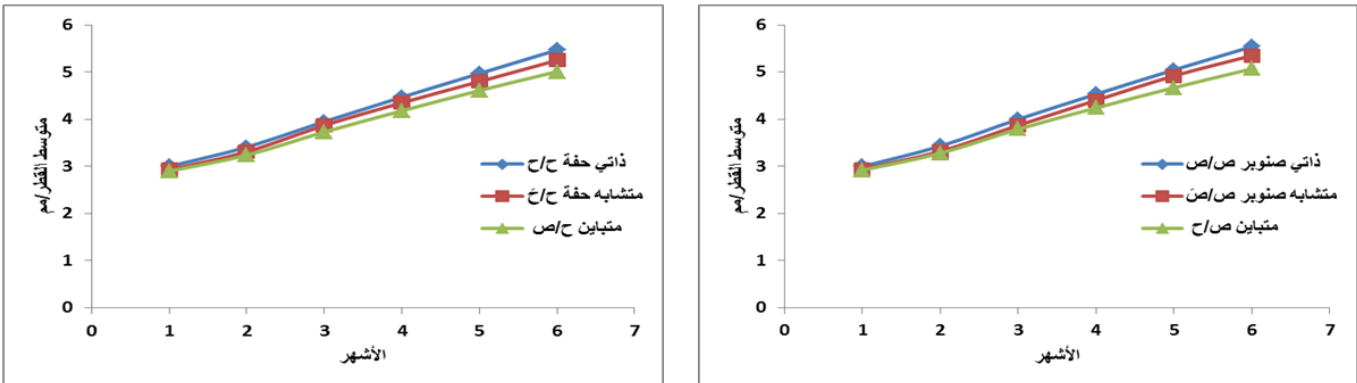 6
5
4
3
2
1
0
متوسط القطر/مم
ذاتي حفة ح/ح
متشابه حفة ح/حَ
متباين ح/ص
0 1 2 3 4 5 6 7
الأشهر
6
5
4
3
2
1
0
متوسط القطر/مم
ذاتي صنوبر ص/ص
متشابه صنوبر ص/صَ
متباين ص/ح
0 1 2 3 4 5 6 7
الأشهر